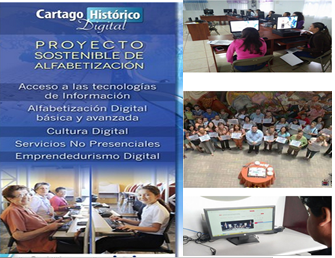 Cartago Histórico
Digital
PROYECTO
SOSTENIBLE DE
ALFABETIZACIÓN
Acceso a las tecnologías
de Información
Alfabetización Digital
básica y avanzada
Cultura Digital
Servicios No Presenciales
Emprendedurismo Digital